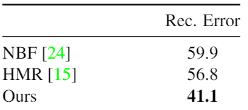 Rec. Error
NBF [24] 59.9
HMR [15] 56.8
Ours 41.1